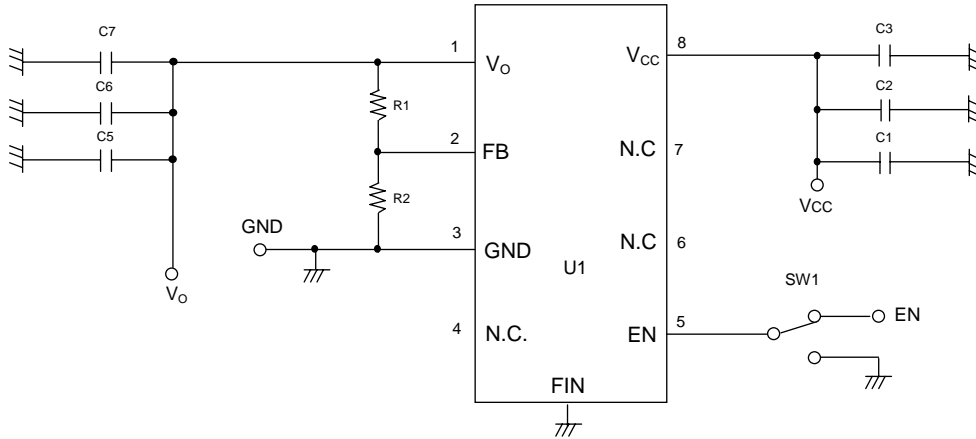 C7
C6
C5
VO
GND
R1
R2
1
2
3
4
VO
FB
GND
N.C.
U1
FIN
VCC
N.C
N.C
EN
8
7
6
5
C3
C2
C1
VCC
SW1
EN